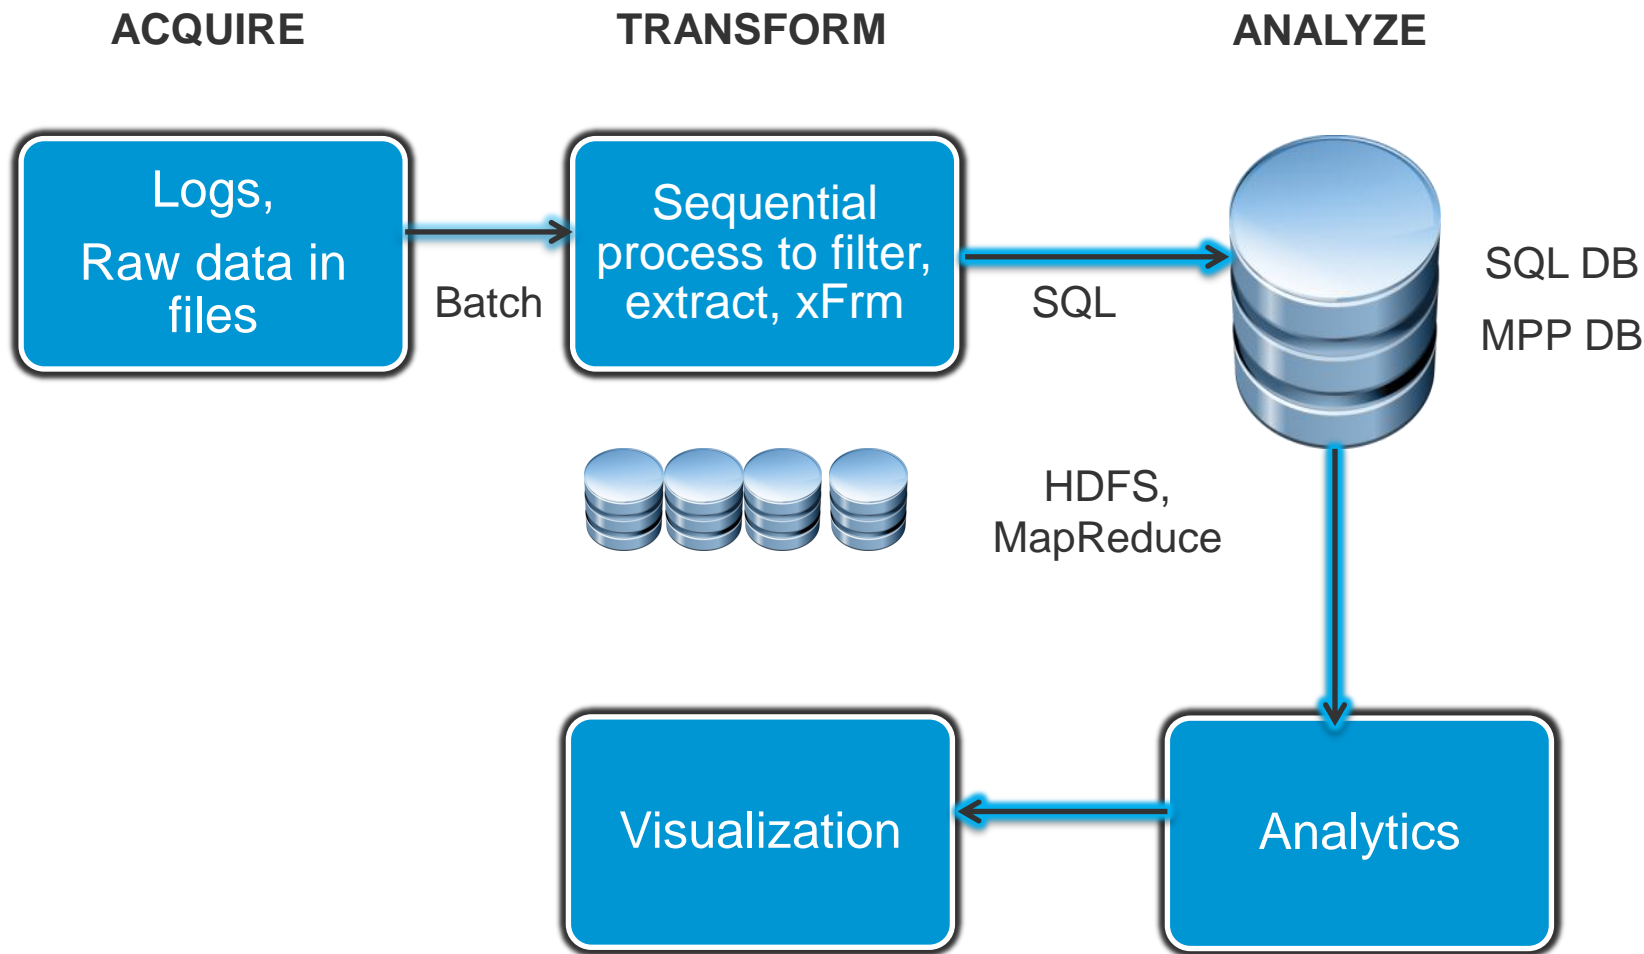 ACQUIRE
TRANSFORM
ANALYZE
Logs,
Raw data in
files
Batch
Sequential
process to filter,
extract, xFrm
SQL
SQL DB
MPP DB
HDFS,
MapReduce
Visualization
Analytics